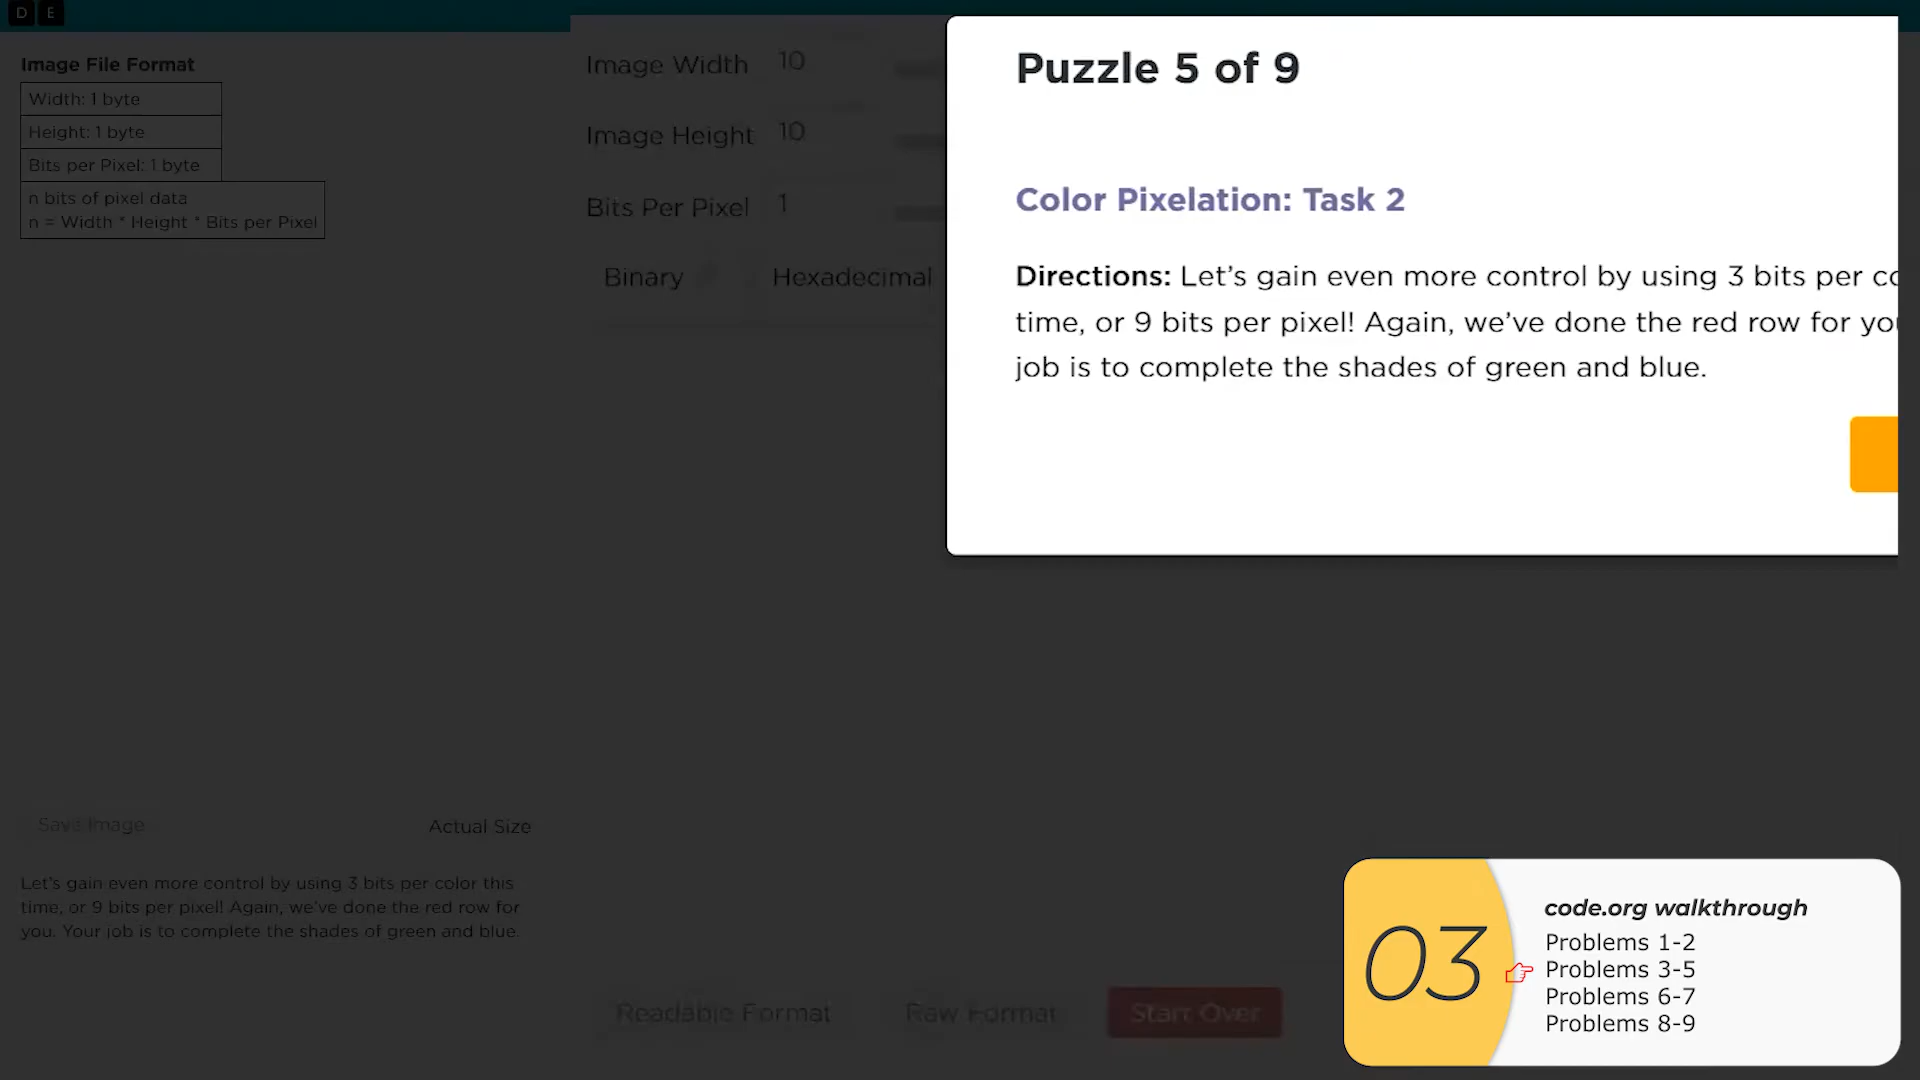 D E
Image File Format
Width: 1 byte
Height: 1 byte
Bits per Pixel: 1 byte
n bits of pixel data
n = Width * Height * Bits per Pixel
Image Width 10
Image Height 10
Bits Per Pixel 1
Binary Hexadecimal
Puzzle 5 of 9
Color Pixelation: Task 2
Directions: Let's gain even more control by using 3 bits per
time, or 9 bits per pixel! Again, we've done the red row for
job is to complete the shades of green and blue.
Save Image Actual Size
Let's gain even more control by using 3 bits per color this
time, or 9 bits per pixel! Again, we've done the red row for
you. Your job is to complete the shades of green and blue.
Readable Format Raw Format Start Over
03
code.org walkthrough
Problems 1-2
Problems 3-5
Problems 6-7
Problems 8-9